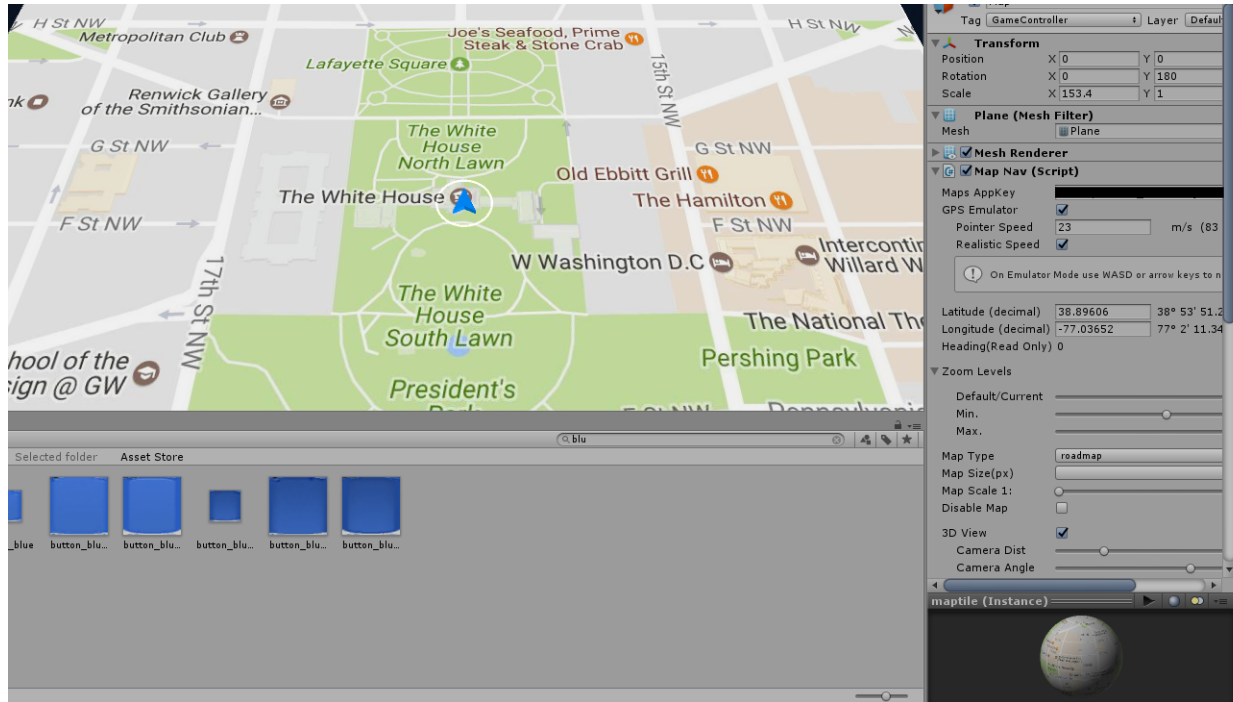 H St NW
H St NW
Metropolitan Club
Joe's Seafood, Prime
Steak & Stone Crab
Lafayette Square
15th St NW
Renwick Gallery
of the Smithsonian...
The White
House
North Lawn
G St NW
G St NW
Old Ebbitt Grill
The White House
The Hamilton
F St NW
F St NW
W Washington D.C
Willard W
17th St NW
The White
House
South Lawn
The National
Pershing Park
hool of the
ign @ GW
President's
blu
Selected folder Asset Store
_blue button_blu... button_blu... button_blu... button_blu... button_blu...
Tag GameController Layer Defaul
Transform
Position X 0 Y 0
Rotation X 0 Y 180
Scale X 153.4 Y 1
Plane (Mesh Filter)
Mesh Plane
Mesh Renderer
Map Nav (Script)
Maps AppKey
GPS Emulator
Pointer Speed 23 m/s (83
Realistic Speed
On Emulator Mode use WASD or arrow keys to n
Latitude (decimal) 38.89606 38° 53' 51.2
Longitude (decimal) -77.03652 77° 2' 11.34
Heading(Read Only) 0
Zoom Levels
Default/Current
Min.
Max.
Map Type roadmap
Map Size(px)
Map Scale 1:
Disable Map
3D View
Camera Dist
Camera Angle
maptile (Instance)